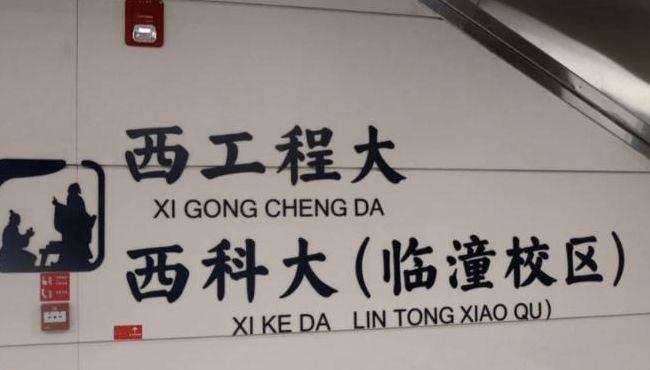 西工程大
XI GONG CHENG DA
西科大(临潼校区)
XI KE DA LIN TONG XIAO QU)